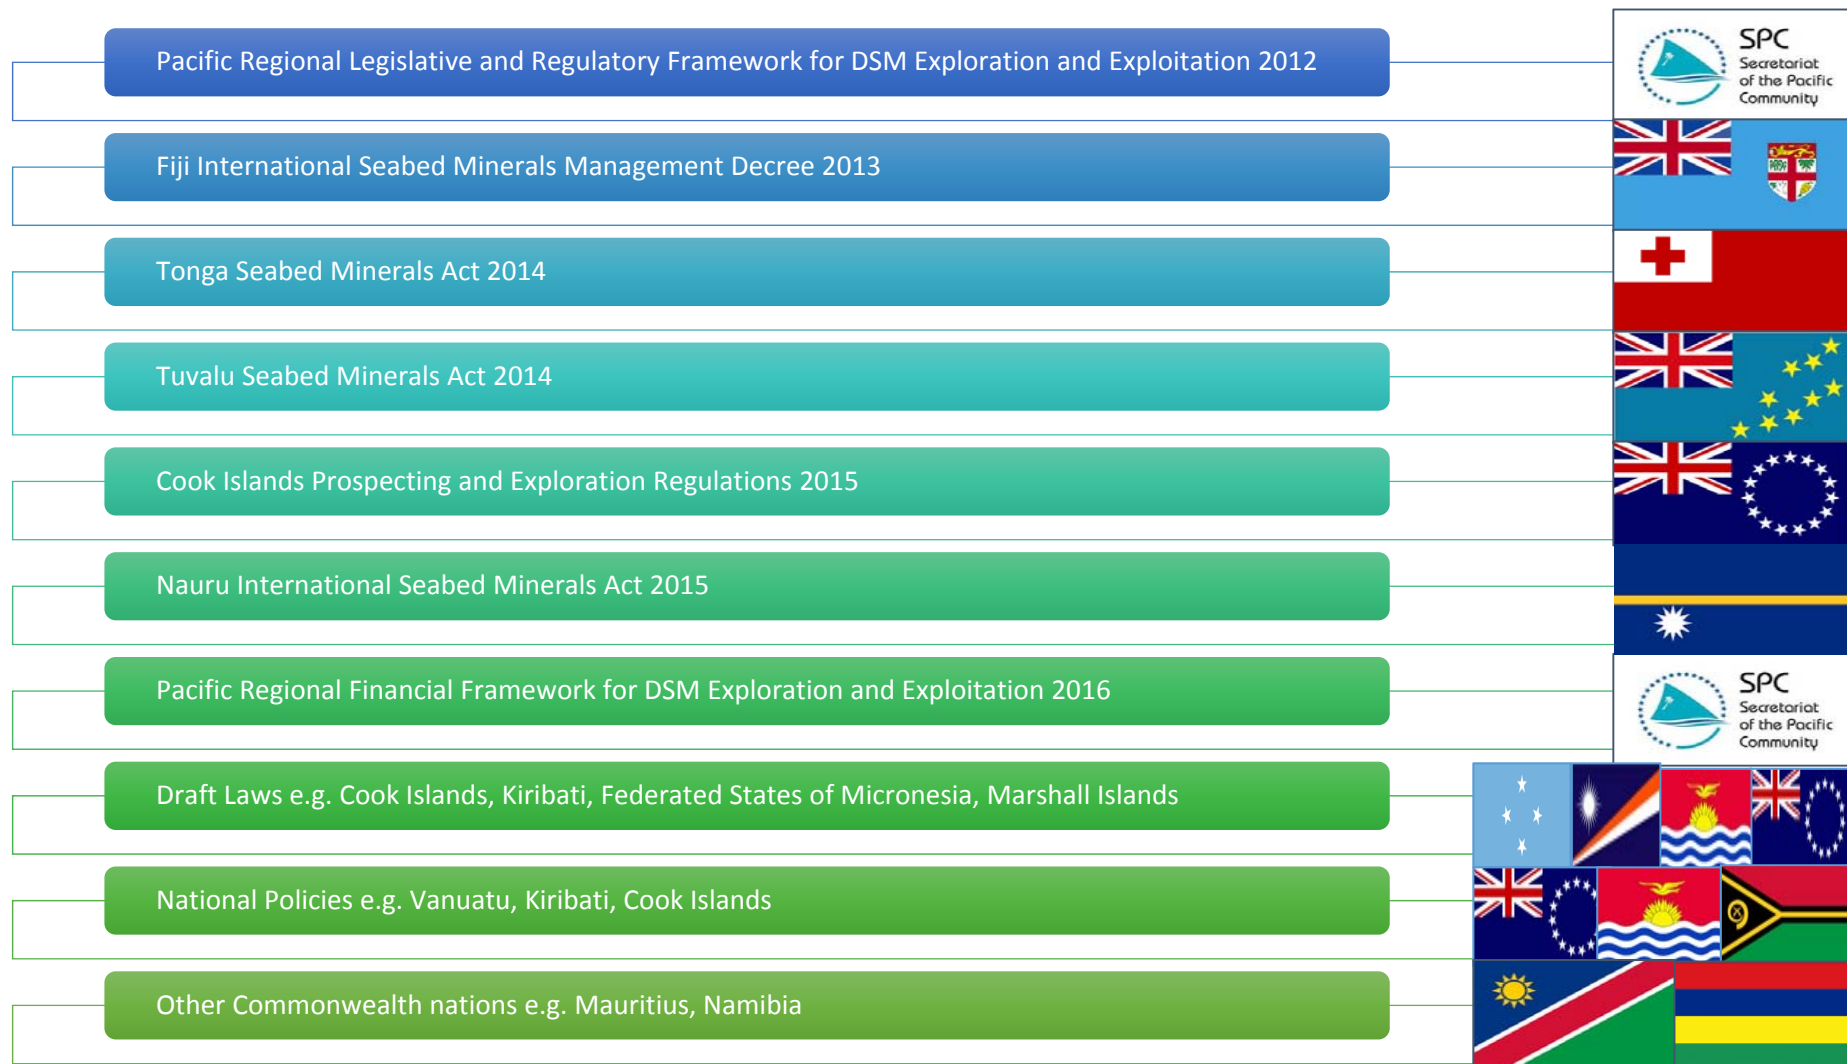 Pacific Regional Legislative and Regulatory Framework for DSM Exploration and Exploitation 2012
SPC
Secretariat
of the Pacific
Community
Fiji International Seabed Minerals Management Decree 2013
Tonga Seabed Minerals Act 2014
Tuvalu Seabed Minerals Act 2014
Cook Islands Prospecting and Exploration Regulations 2015
Nauru International Seabed Minerals Act 2015
Pacific Regional Financial Framework for DSM Exploration and Exploitation 2016
SPC
Secretariat
of the Pacific
Community
Draft Laws e.g. Cook Islands, Kiribati, Federated States of Micronesia, Marshall Islands
National Policies e.g. Vanuatu, Kiribati, Cook Islands
Other Commonwealth nations e.g. Mauritius, Namibia